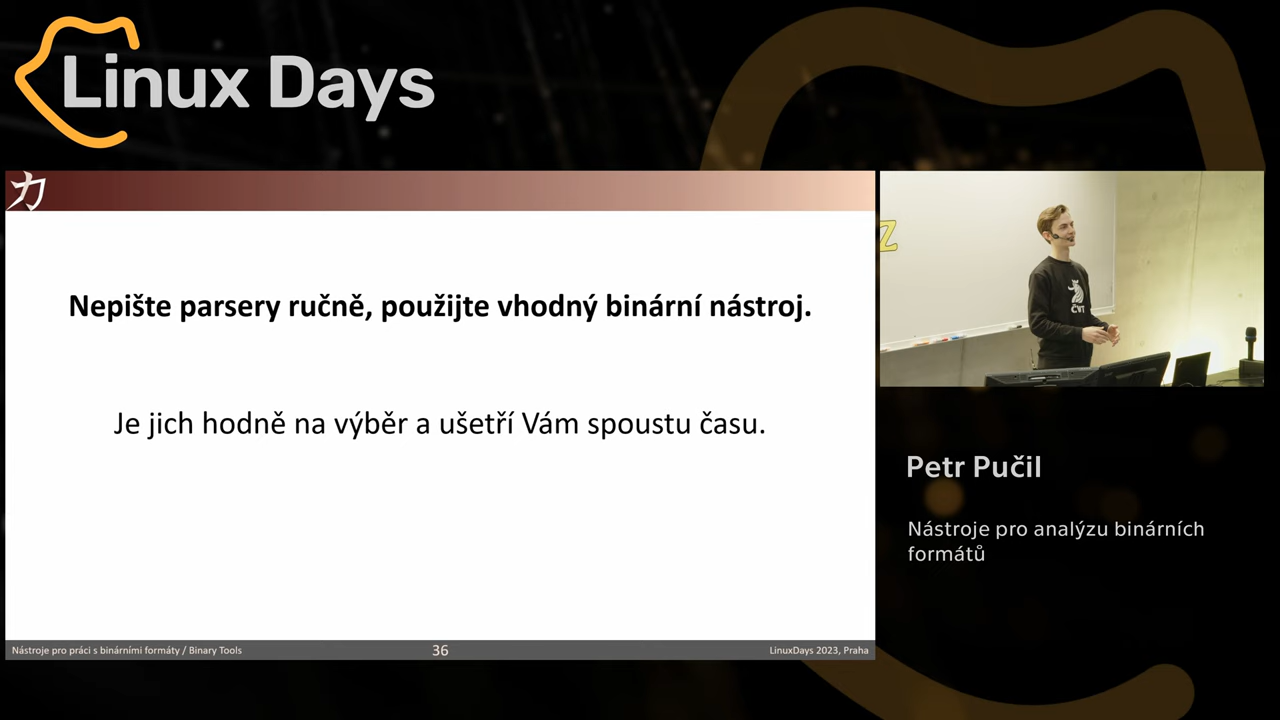 Linux Days
力
Nepište parsery ručně, použijte vhodný binární nástroj.
Je jich hodně na výběr a ušetří Vám spoustu času.
Nástroje pro práci s binárními formáty / Binary Tools
36
LinuxDays 2023, Praha
Z
ČVUT
Petr Pučil
Nástroje pro analýzu binárních
formátů